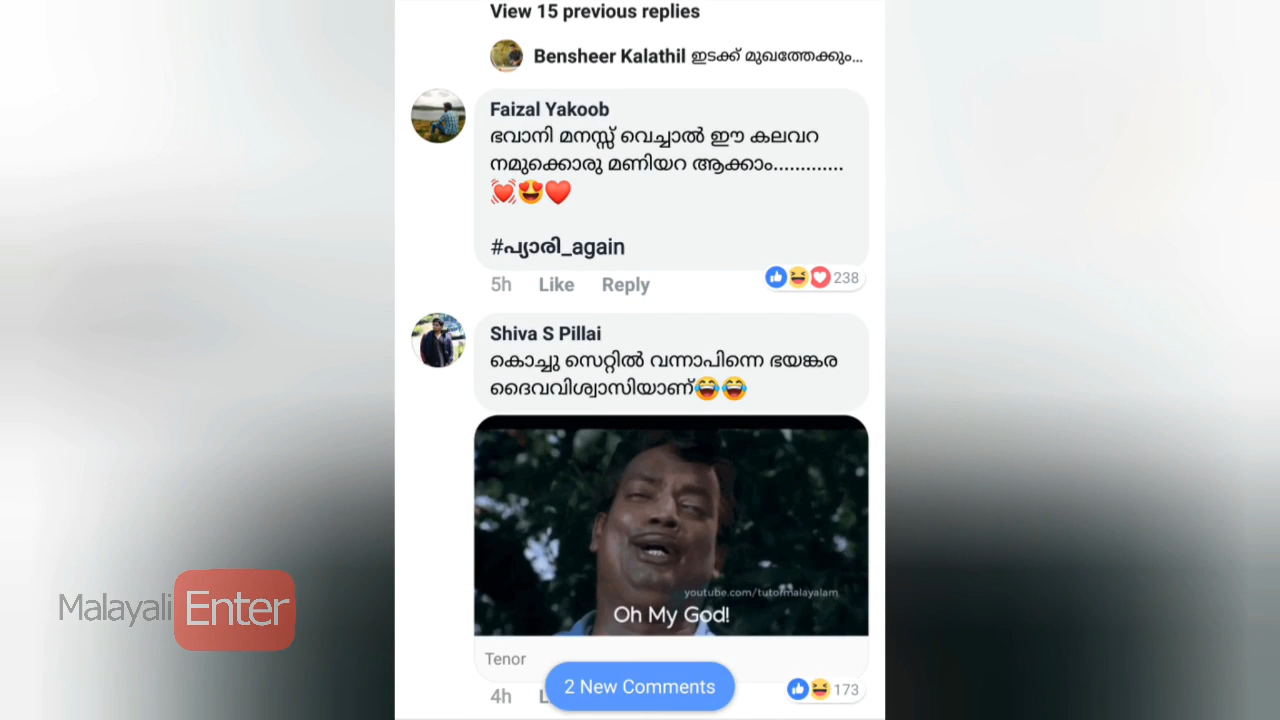 View 15 previous replies
Bensheer Kalathil ഇടക്ക് മുഖത്തേക്കും...
Faizal Yakoob
ഭവാനി മനസ്സ് വെച്ചാൽ ഈ കലവറ
നമുക്കൊരു മണിയറ ആക്കാം.............
💓😍❤️
#പ്യാരി_again
5h Like Reply 238
Shiva S Pillai
കൊച്ചു സെറ്റിൽ വന്നാപിന്നെ ഭയങ്കര
ദൈവവിശ്വാസിയാണ്😂😂
youtube.com/tutormalayalam
Oh My God!
Tenor
2 New Comments
4h L 173
Malayali Enter